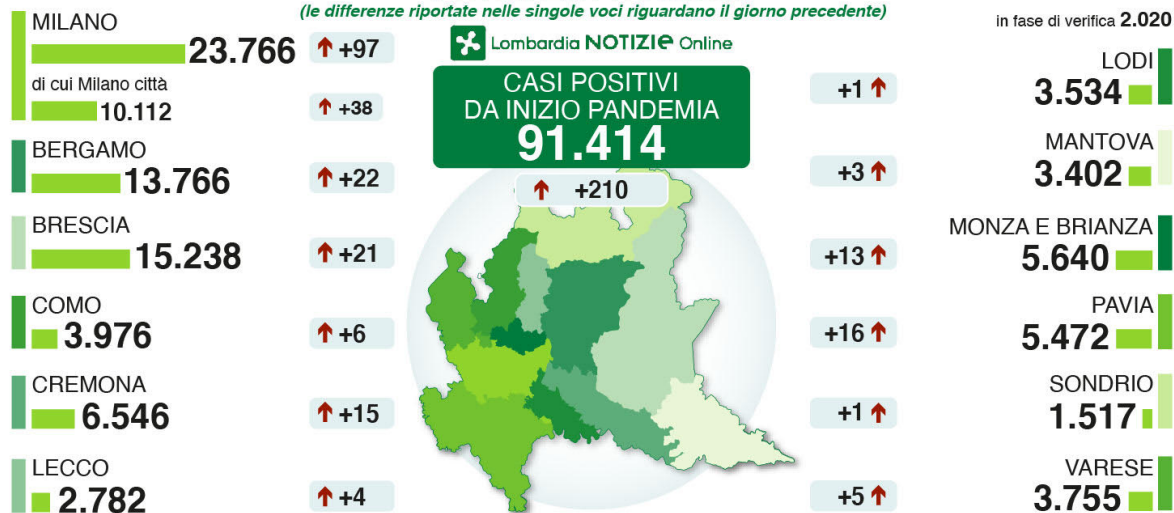 (le differenze riportate nelle singole voci riguardano il giorno precedente)
in fase di verifica 2.020
Lombardia NOTIZIE Online
CASI POSITIVI
DA INIZIO PANDEMIA
91.414
+210
MILANO
23.766 +97
di cui Milano città
10.112 +38
BERGAMO
13.766 +22
BRESCIA
15.238 +21
COMO
3.976 +6
CREMONA
6.546 +15
LECCO
2.782 +4
LODI
+1 3.534
MANTOVA
+3 3.402
MONZA E BRIANZA
+13 5.640
PAVIA
+16 5.472
SONDRIO
+1 1.517
VARESE
+5 3.755